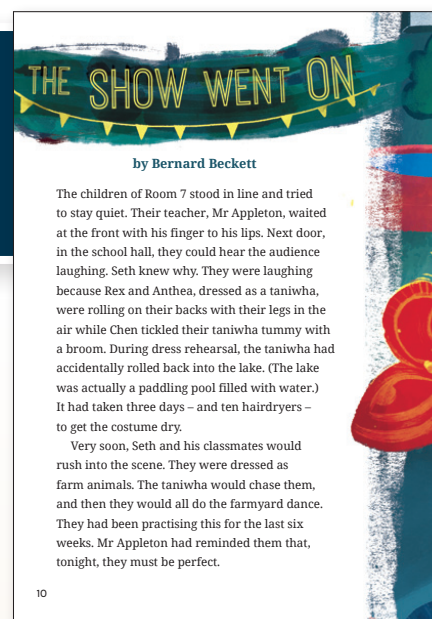 THE SHOW WENT ON
by Bernard Beckett
The children of Room 7 stood in line and tried
to stay quiet. Their teacher, Mr Appleton, waited
at the front with his finger to his lips. Next door,
in the school hall, they could hear the audience
laughing. Seth knew why. They were laughing
because Rex and Anthea, dressed as a taniwha,
were rolling on their backs with their legs in the
air while Chen tickled their taniwha tummy with
a broom. During dress rehearsal, the taniwha had
accidentally rolled back into the lake. (The lake
was actually a paddling pool filled with water.)
It had taken three days – and ten hairdryers –
to get the costume dry.
Very soon, Seth and his classmates would
rush into the scene. They were dressed as
farm animals. The taniwha would chase them,
and then they would all do the farmyard dance.
They had been practising this for the last six
weeks. Mr Appleton had reminded them that,
tonight, they must be perfect.
10